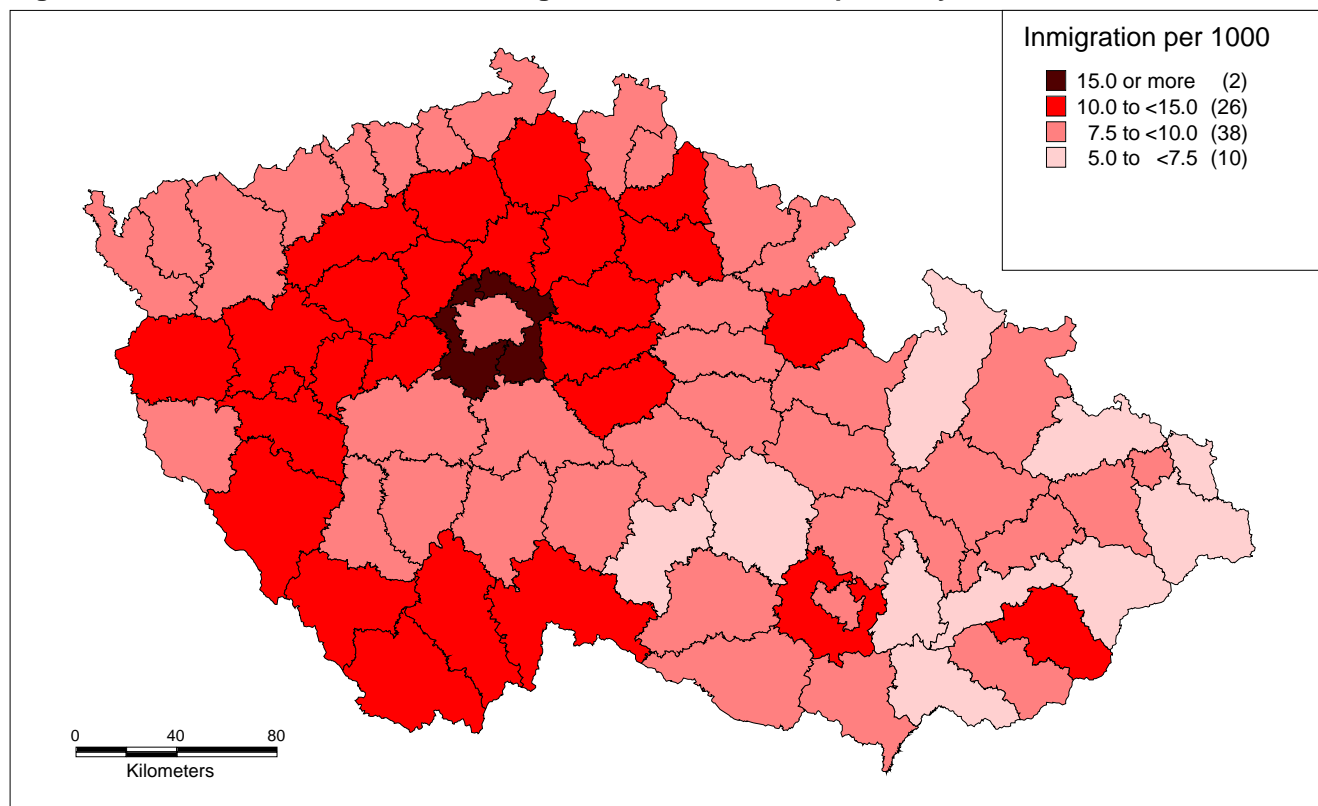 Inmigration per 1000
15.0 or more (2)
10.0 to <15.0 (26)
7.5 to <10.0 (38)
5.0 to <7.5 (10)
0 40 80
Kilometers